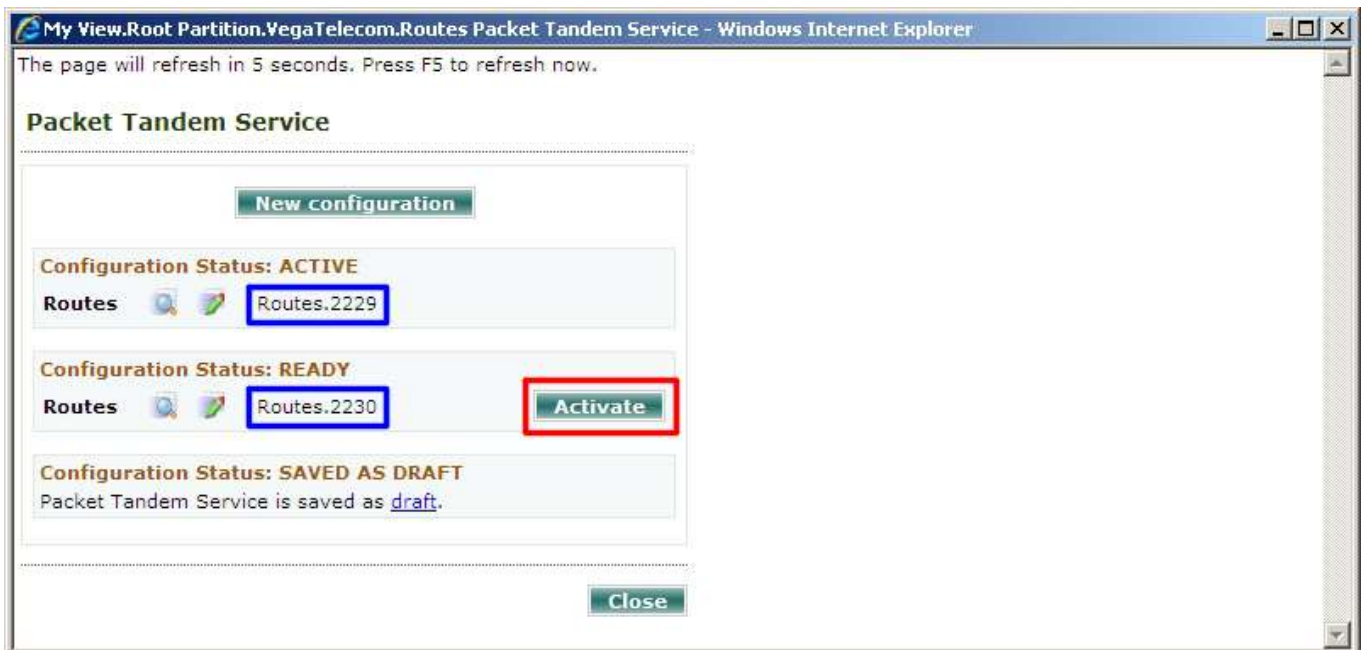 My View.Root Partition.VegaTelecom.Routes Packet Tandem Service - Windows Internet Explorer
The page will refresh in 5 seconds. Press F5 to refresh now.
Packet Tandem Service
New configuration
Configuration Status: ACTIVE
Routes Routes.2229
Configuration Status: READY
Routes Routes.2230 Activate
Configuration Status: SAVED AS DRAFT
Packet Tandem Service is saved as draft.
Close